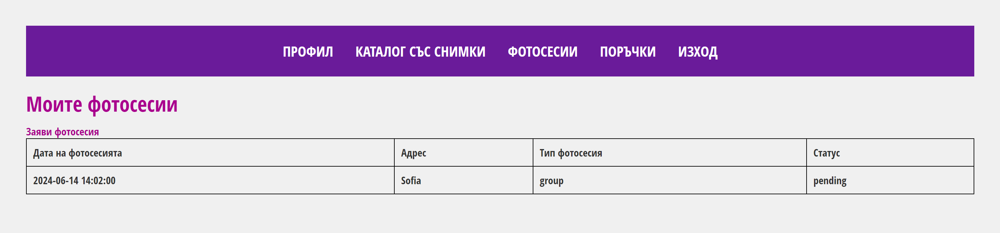 ПРОФИЛ КАТАЛОГ СЪС СНИМКИ ФОТОСЕСИИ ПОРЪЧКИ ИЗХОД
Моите фотосесии
Заяви фотосесия
Дата на фотосесията Адрес Тип фотосесия Статус
2024-06-14 14:02:00 Sofia group pending